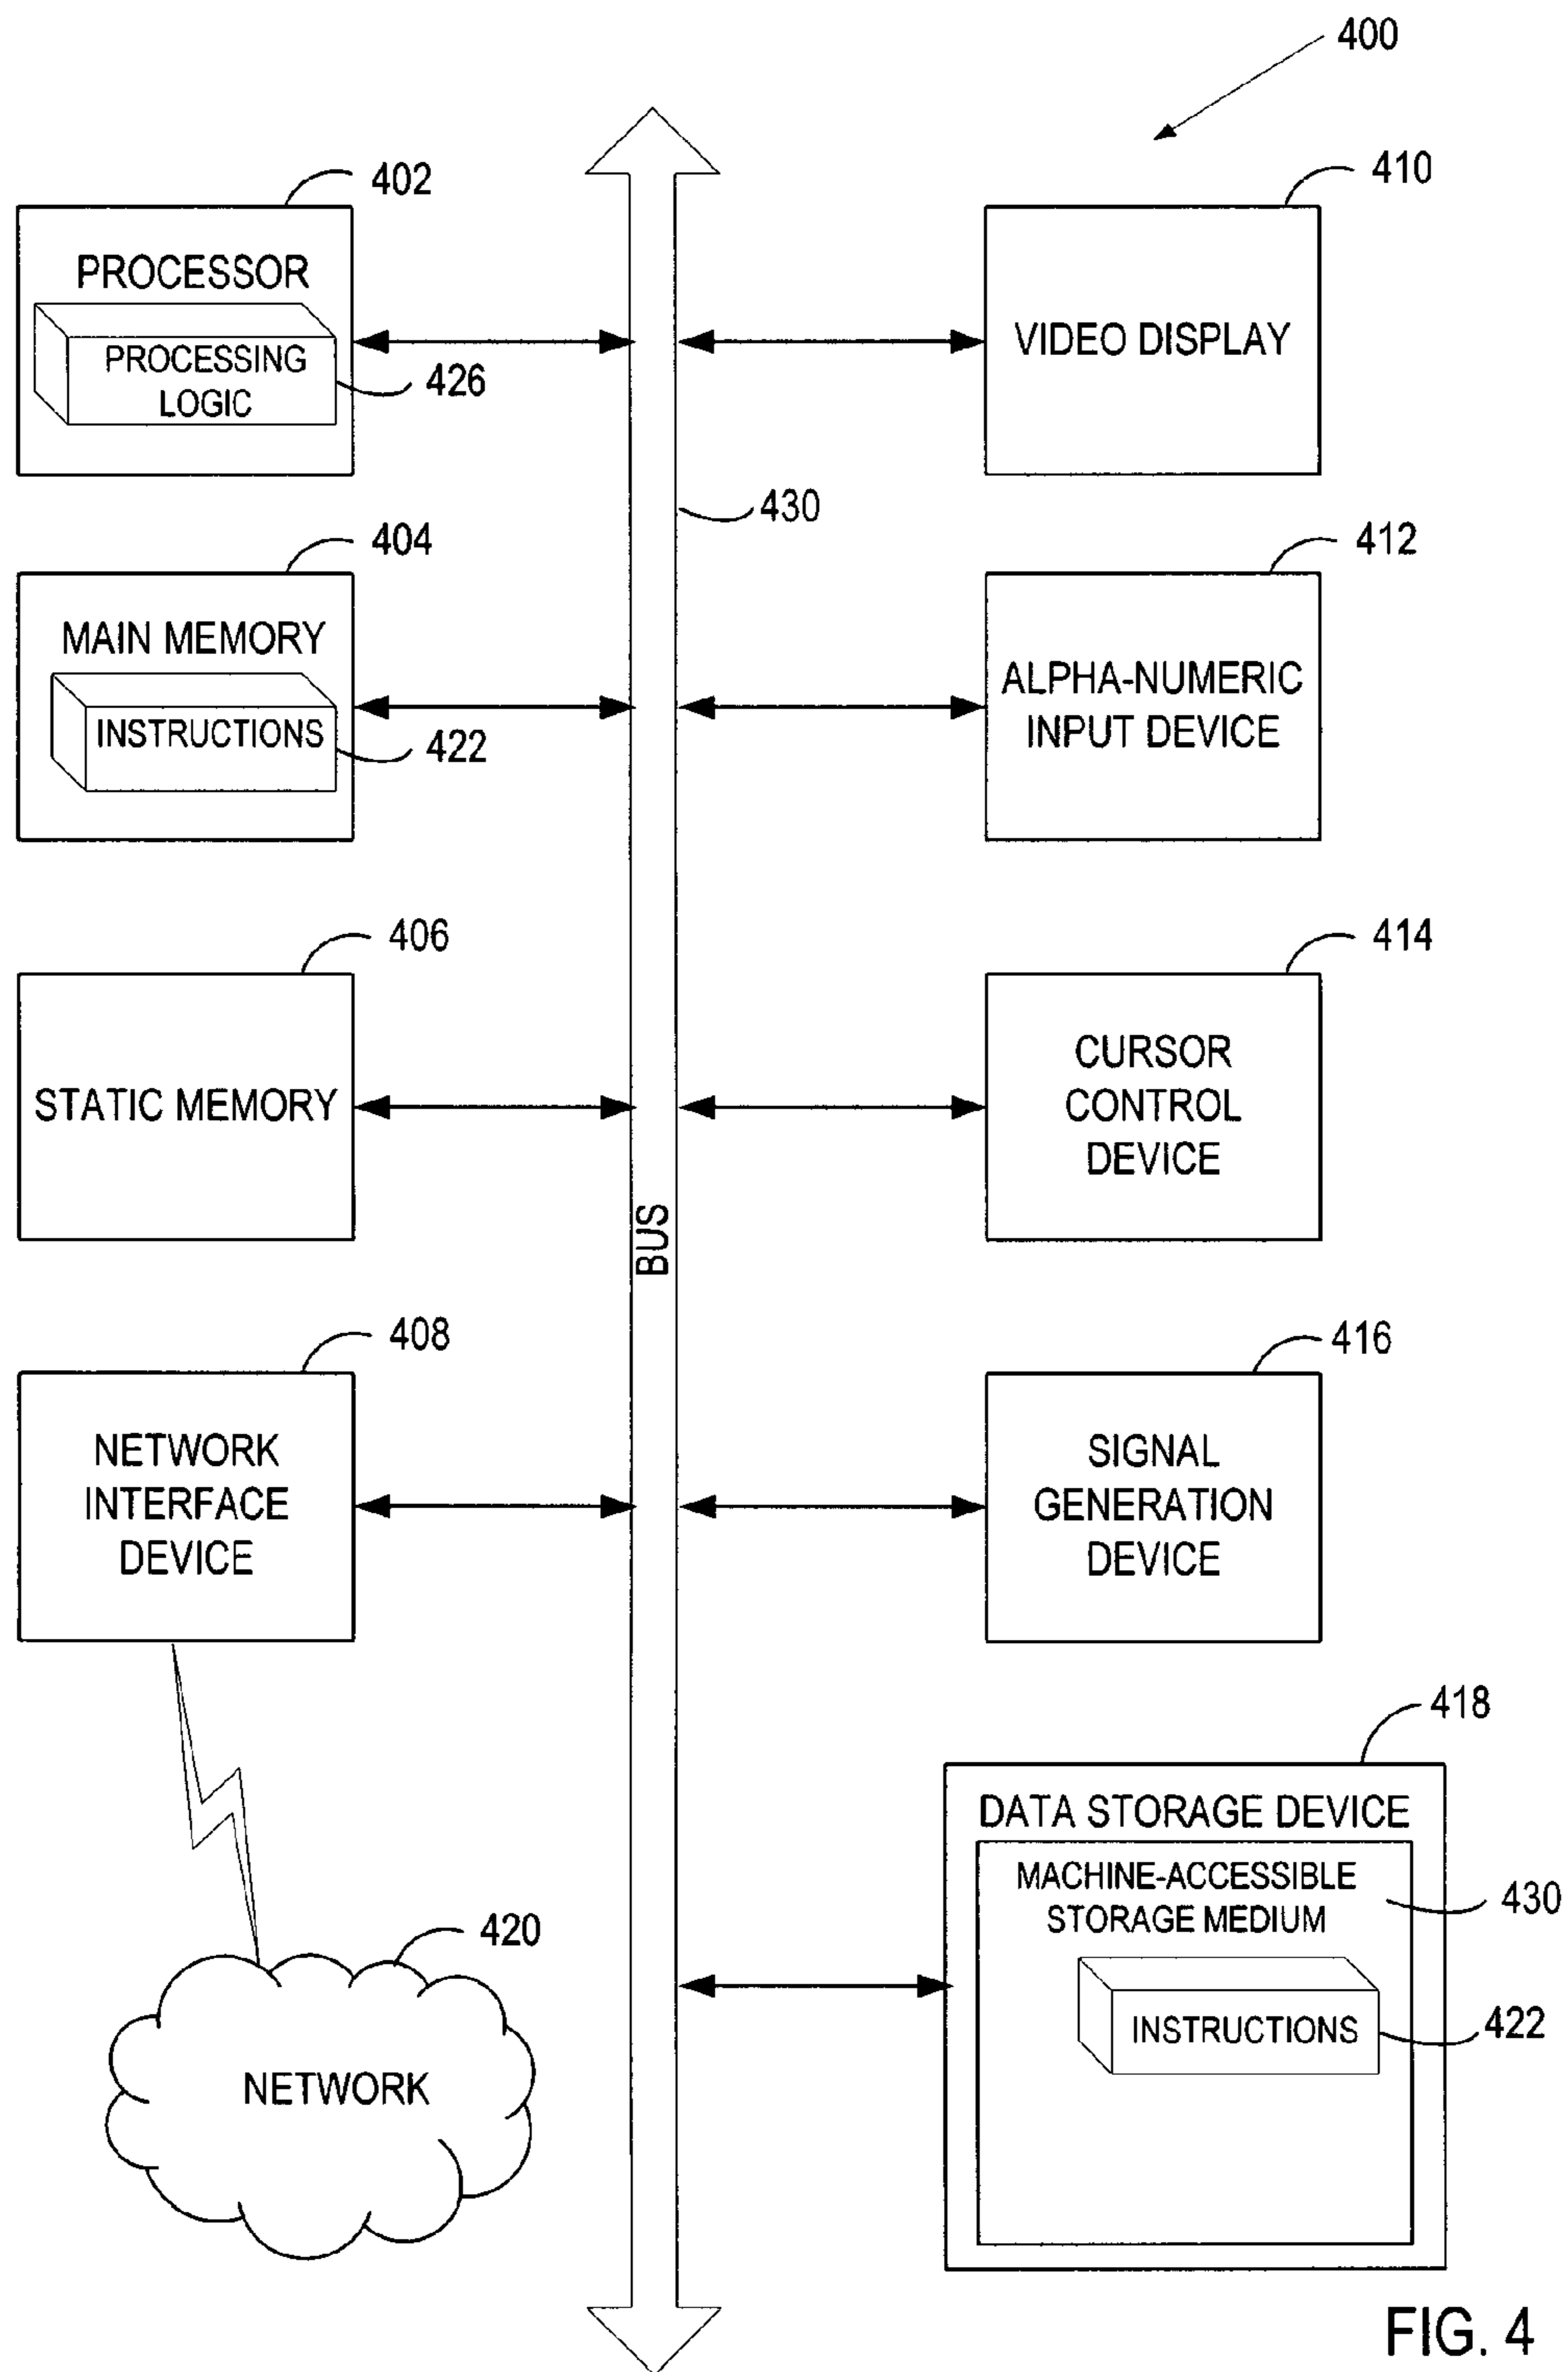 400
402
PROCESSOR
PROCESSING
LOGIC
426
410
VIDEO DISPLAY
430
404
MAIN MEMORY
INSTRUCTIONS
422
412
ALPHA-NUMERIC
INPUT DEVICE
406
STATIC MEMORY
414
CURSOR
CONTROL
DEVICE
BUS
408
NETWORK
INTERFACE
DEVICE
416
SIGNAL
GENERATION
DEVICE
418
DATA STORAGE DEVICE
MACHINE-ACCESSIBLE
STORAGE MEDIUM
430
INSTRUCTIONS
422
420
NETWORK
FIG. 4